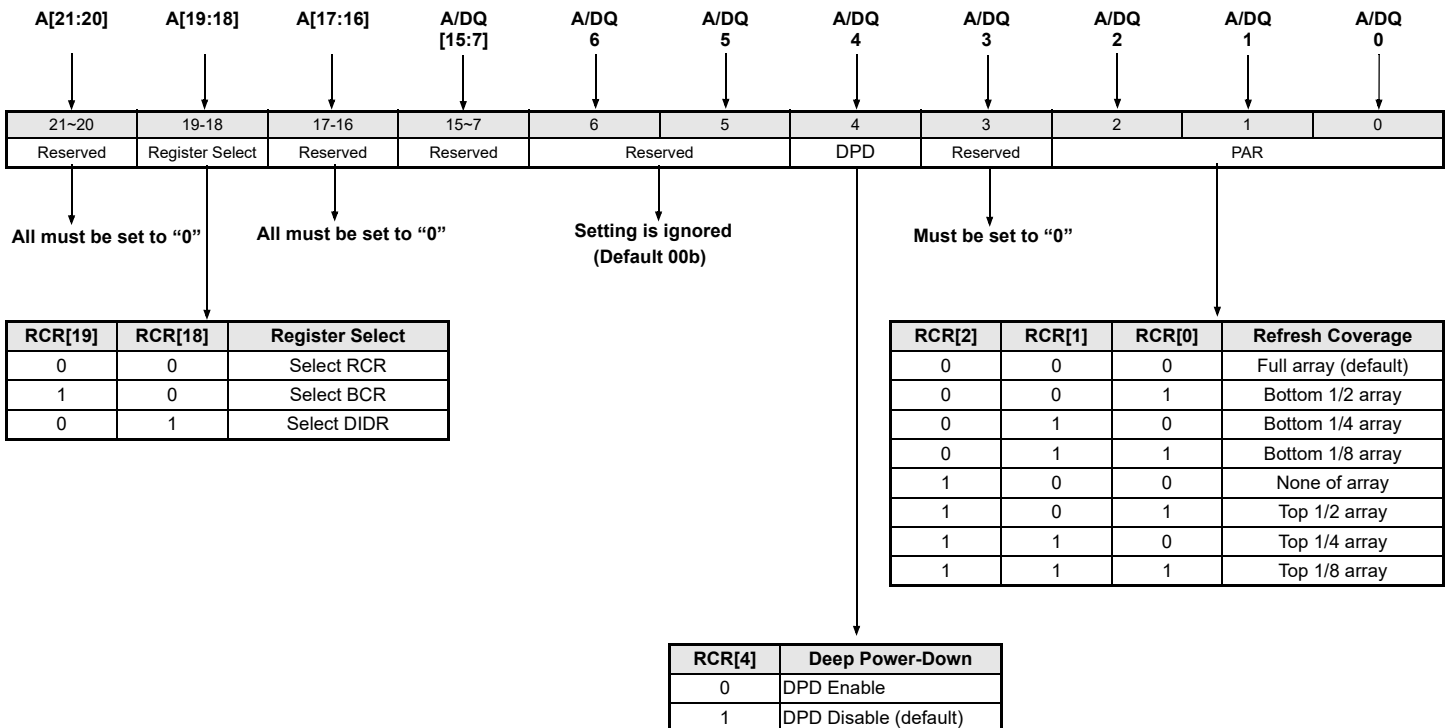 A[21:20] A[19:18] A[17:16] A/DQ [15:7] A/DQ 6 A/DQ 5 A/DQ 4 A/DQ 3 A/DQ 2 A/DQ 1 A/DQ 0
21~20 19-18 17-16 15~7 6 5 4 3 2 1 0
Reserved Register Select Reserved Reserved Reserved DPD Reserved PAR
All must be set to “0” All must be set to “0” Setting is ignored Must be set to “0”
(Default 00b)
RCR[19] RCR[18] Register Select
0 0 Select RCR
1 0 Select BCR
0 1 Select DIDR
RCR[2] RCR[1] RCR[0] Refresh Coverage
0 0 0 Full array (default)
0 0 1 Bottom 1/2 array
0 1 0 Bottom 1/4 array
0 1 1 Bottom 1/8 array
1 0 0 None of array
1 0 1 Top 1/2 array
1 1 0 Top 1/4 array
1 1 1 Top 1/8 array
RCR[4] Deep Power-Down
0 DPD Enable
1 DPD Disable (default)